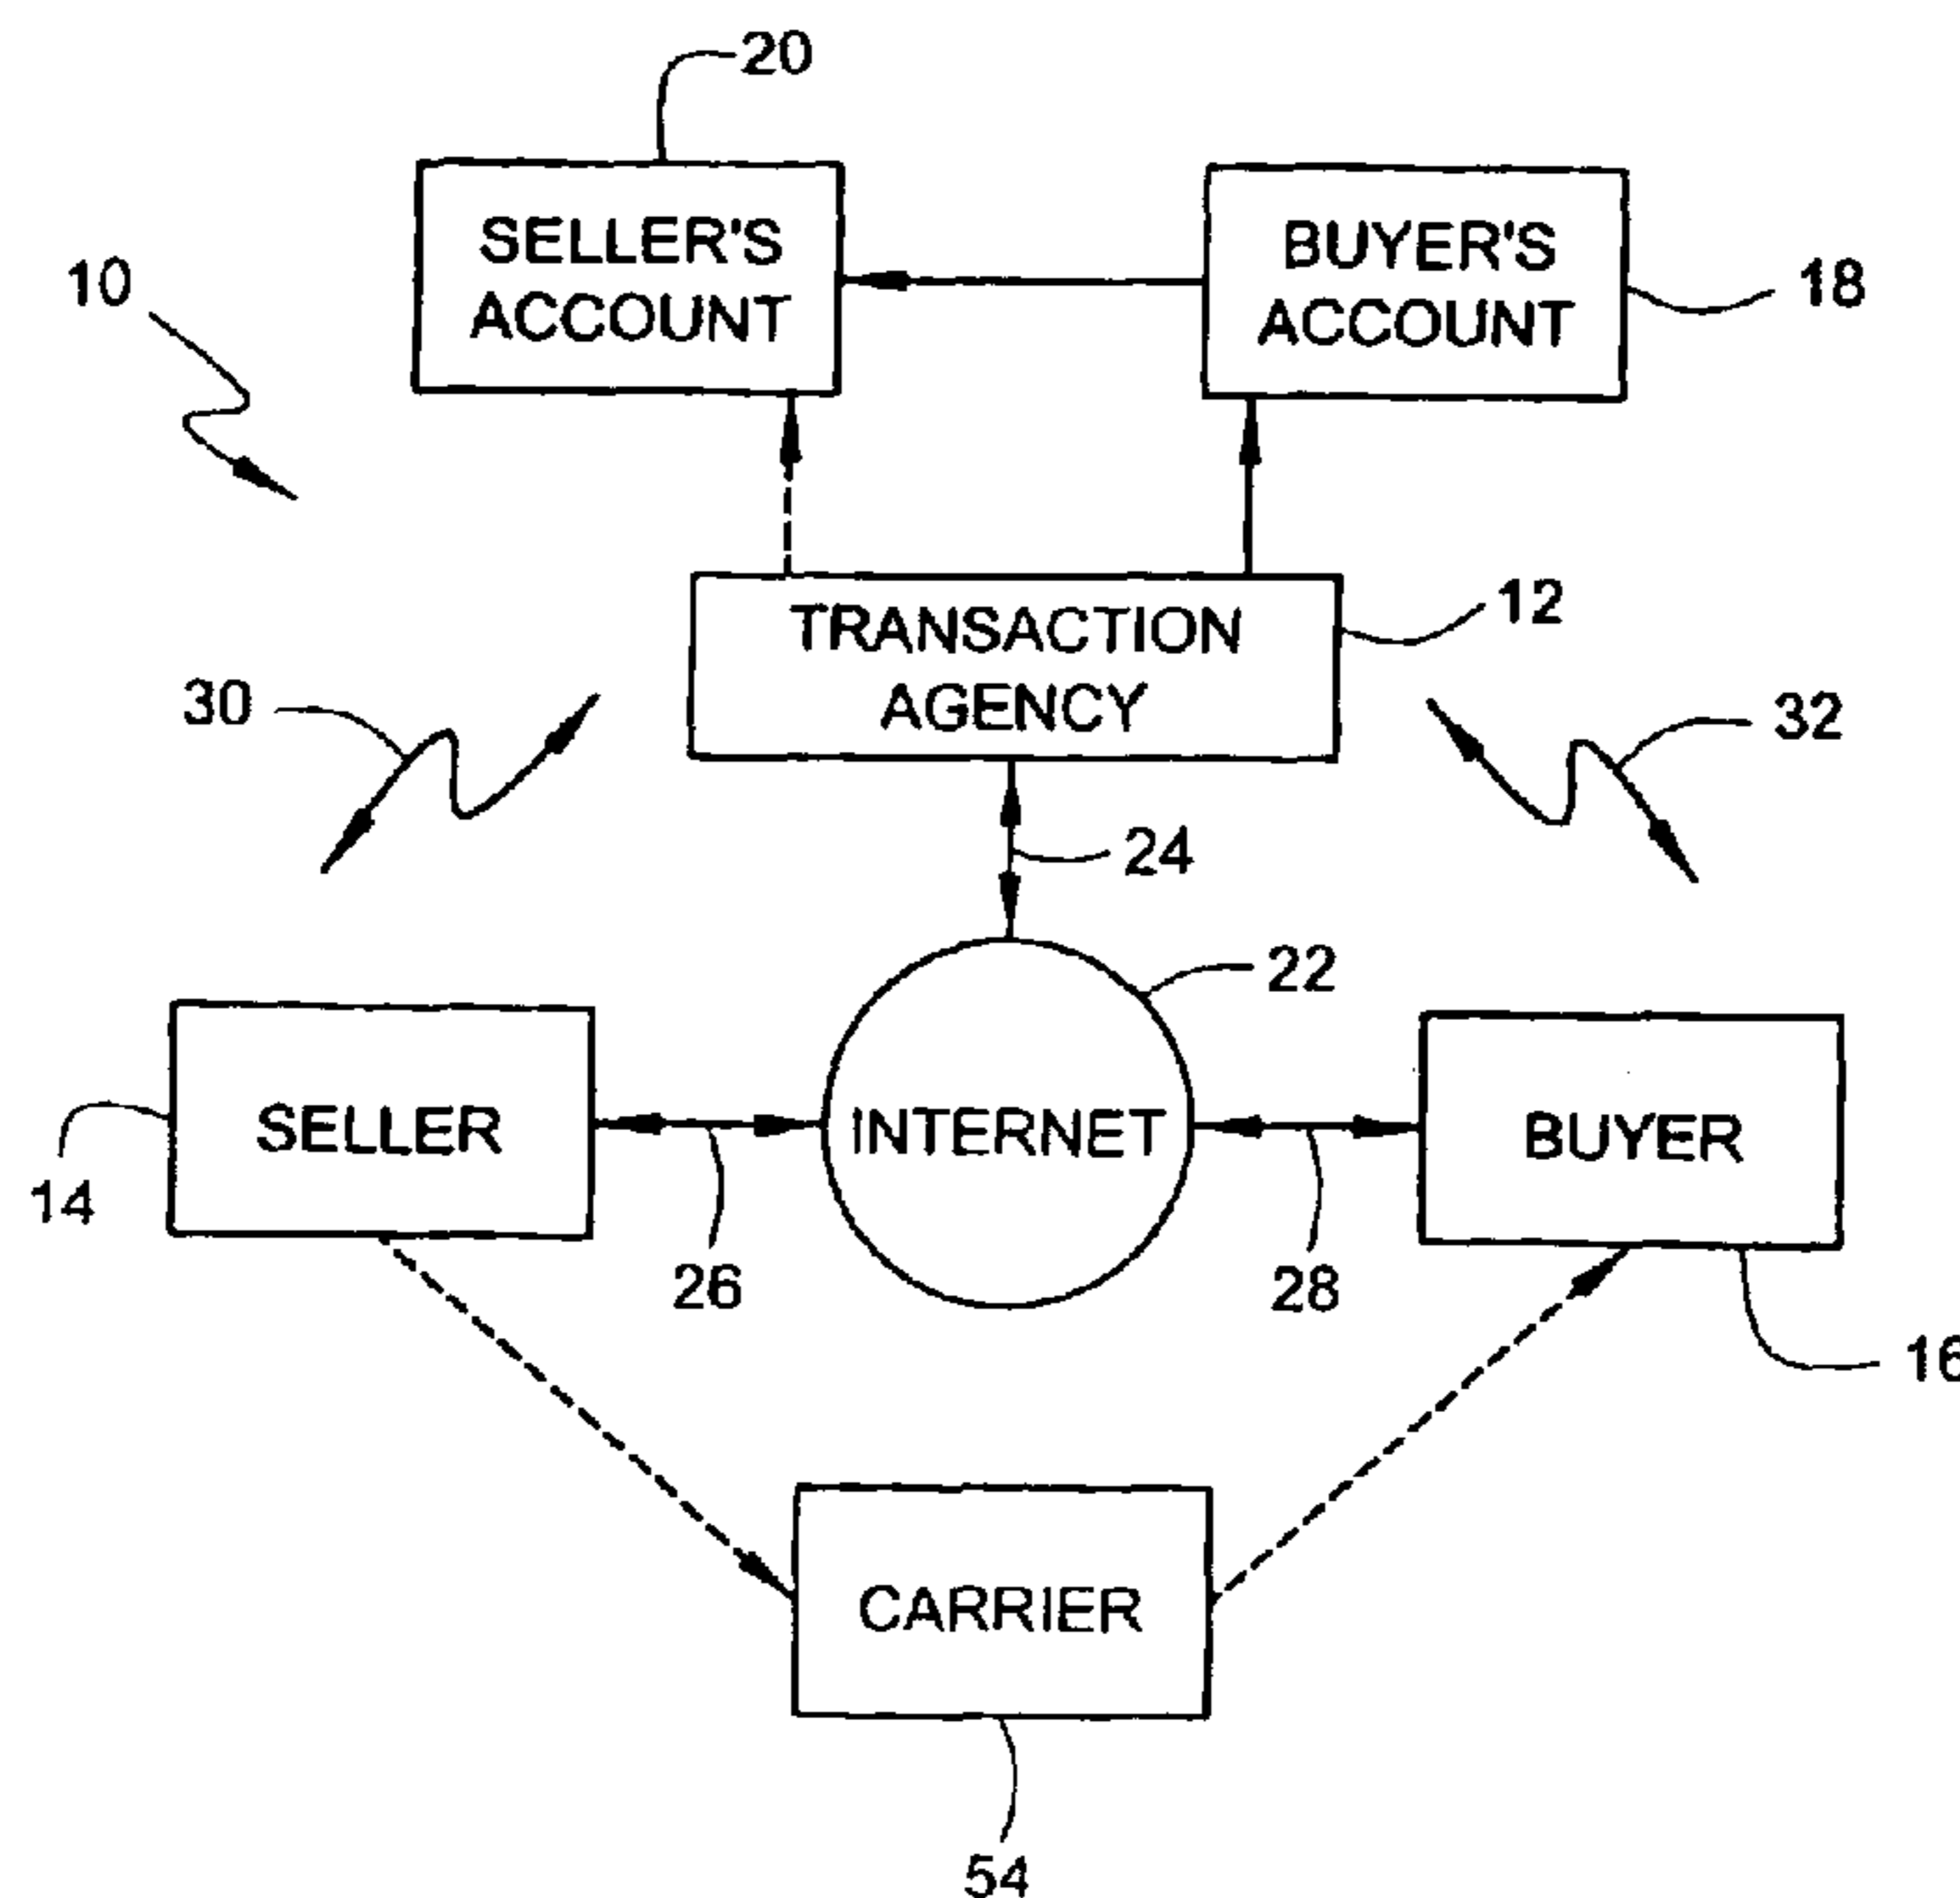 20
SELLER'S
ACCOUNT
BUYER'S
ACCOUNT
10
18
TRANSACTION
AGENCY
12
30
32
24
22
SELLER
INTERNET
BUYER
14
26
28
16
CARRIER
54